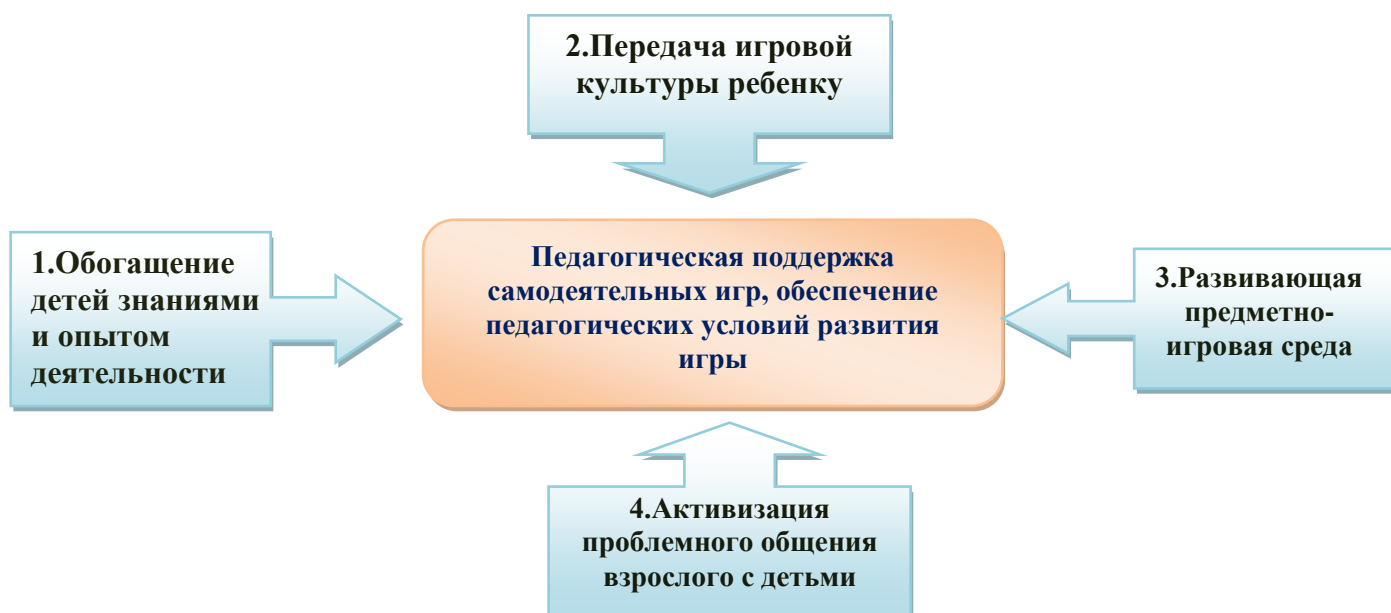 2.Передача игровой
культуры ребенку
1.Обогащение
детей знаниями
и опытом
деятельности
Педагогическая поддержка
самодеятельных игр, обеспечение
педагогических условий развития
игры
3.Развивающая
предметно-
игровая среда
4.Активизация
проблемного общения
взрослого с детьми